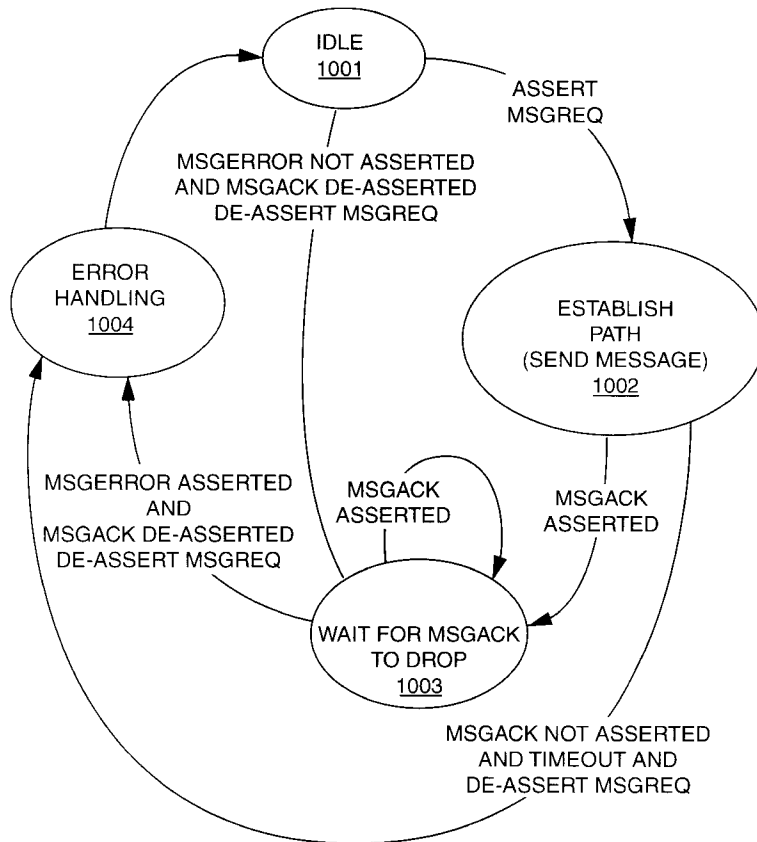 IDLE
1001
ASSERT
MSGREQ
MSGERROR NOT ASSERTED
AND MSGACK DE-ASSERTED
DE-ASSERT MSGREQ
ERROR
HANDLING
1004
ESTABLISH
PATH
(SEND MESSAGE)
1002
MSGERROR ASSERTED
AND
MSGACK DE-ASSERTED
DE-ASSERT MSGREQ
MSGACK
ASSERTED
MSGACK
ASSERTED
WAIT FOR MSGACK
TO DROP
1003
MSGACK NOT ASSERTED
AND TIMEOUT AND
DE-ASSERT MSGREQ